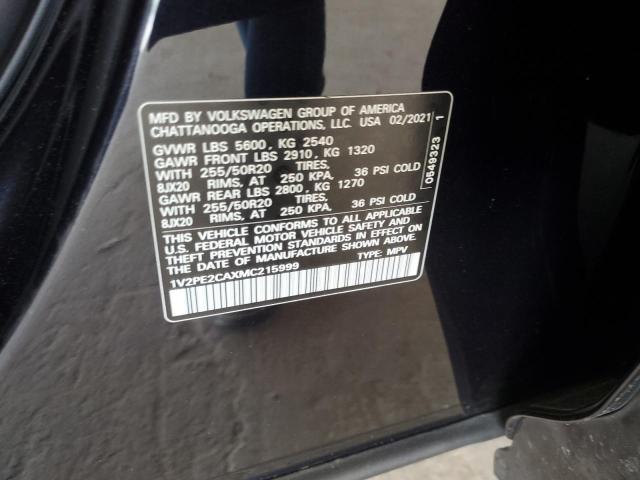 MFD BY VOLKSWAGEN GROUP OF AMERICA
CHATTANOOGA OPERATIONS, LLC. USA 02/2021
GVWR LBS 5600, KG 2540
GAWR FRONT LBS 2910, KG 1320
WITH 255/50R20 TIRES,
8JX20 RIMS, AT 250 KPA. 36 PSI COLD
GAWR REAR LBS 2800, KG 1270
WITH 255/50R20 TIRES,
8JX20 RIMS, AT 250 KPA. 36 PSI COLD
THIS VEHICLE CONFORMS TO ALL APPLICABLE
U.S. FEDERAL MOTOR VEHICLE SAFETY AND
THEFT PREVENTION STANDARDS IN EFFECT ON
THE DATE OF MANUFACTURE SHOWN ABOVE.
1V2PE2CAXMC215999 TYPE: MPV
0549323 1